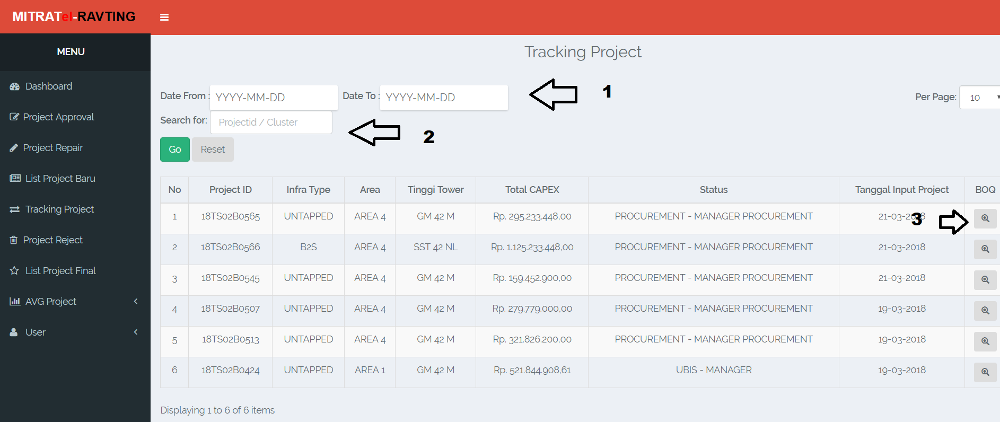 MITRATel-RAVTING
MENU
Dashboard
Project Approval
Project Repair
List Project Baru
Tracking Project
Project Reject
List Project Final
AVG Project
User
Tracking Project
Date From : YYYY-MM-DD Date To : YYYY-MM-DD 1 Per Page: 10
Search for: Projectid / Cluster 2
Go Reset
No Project ID Infra Type Area Tinggi Tower Total CAPEX Status Tanggal Input Project BOQ
1 18TS02B0565 UNTAPPED AREA 4 GM 42 M Rp. 295.233.448,00 PROCUREMENT - MANAGER PROCUREMENT 21-03-2018 3
2 18TS02B0566 B2S AREA 4 SST 42 NL Rp. 1.125.233.448,00 PROCUREMENT - MANAGER PROCUREMENT 21-03-2018
3 18TS02B0545 UNTAPPED AREA 4 GM 42 M Rp. 159.452.900,00 PROCUREMENT - MANAGER PROCUREMENT 21-03-2018
4 18TS02B0507 UNTAPPED AREA 4 GM 42 M Rp. 279.779.000,00 PROCUREMENT - MANAGER PROCUREMENT 19-03-2018
5 18TS02B0513 UNTAPPED AREA 4 GM 42 M Rp. 321.826.200,00 PROCUREMENT - MANAGER PROCUREMENT 19-03-2018
6 18TS02B0424 UNTAPPED AREA 1 GM 42 M Rp. 521.844.908,61 UBIS - MANAGER 19-03-2018
Displaying 1 to 6 of 6 items